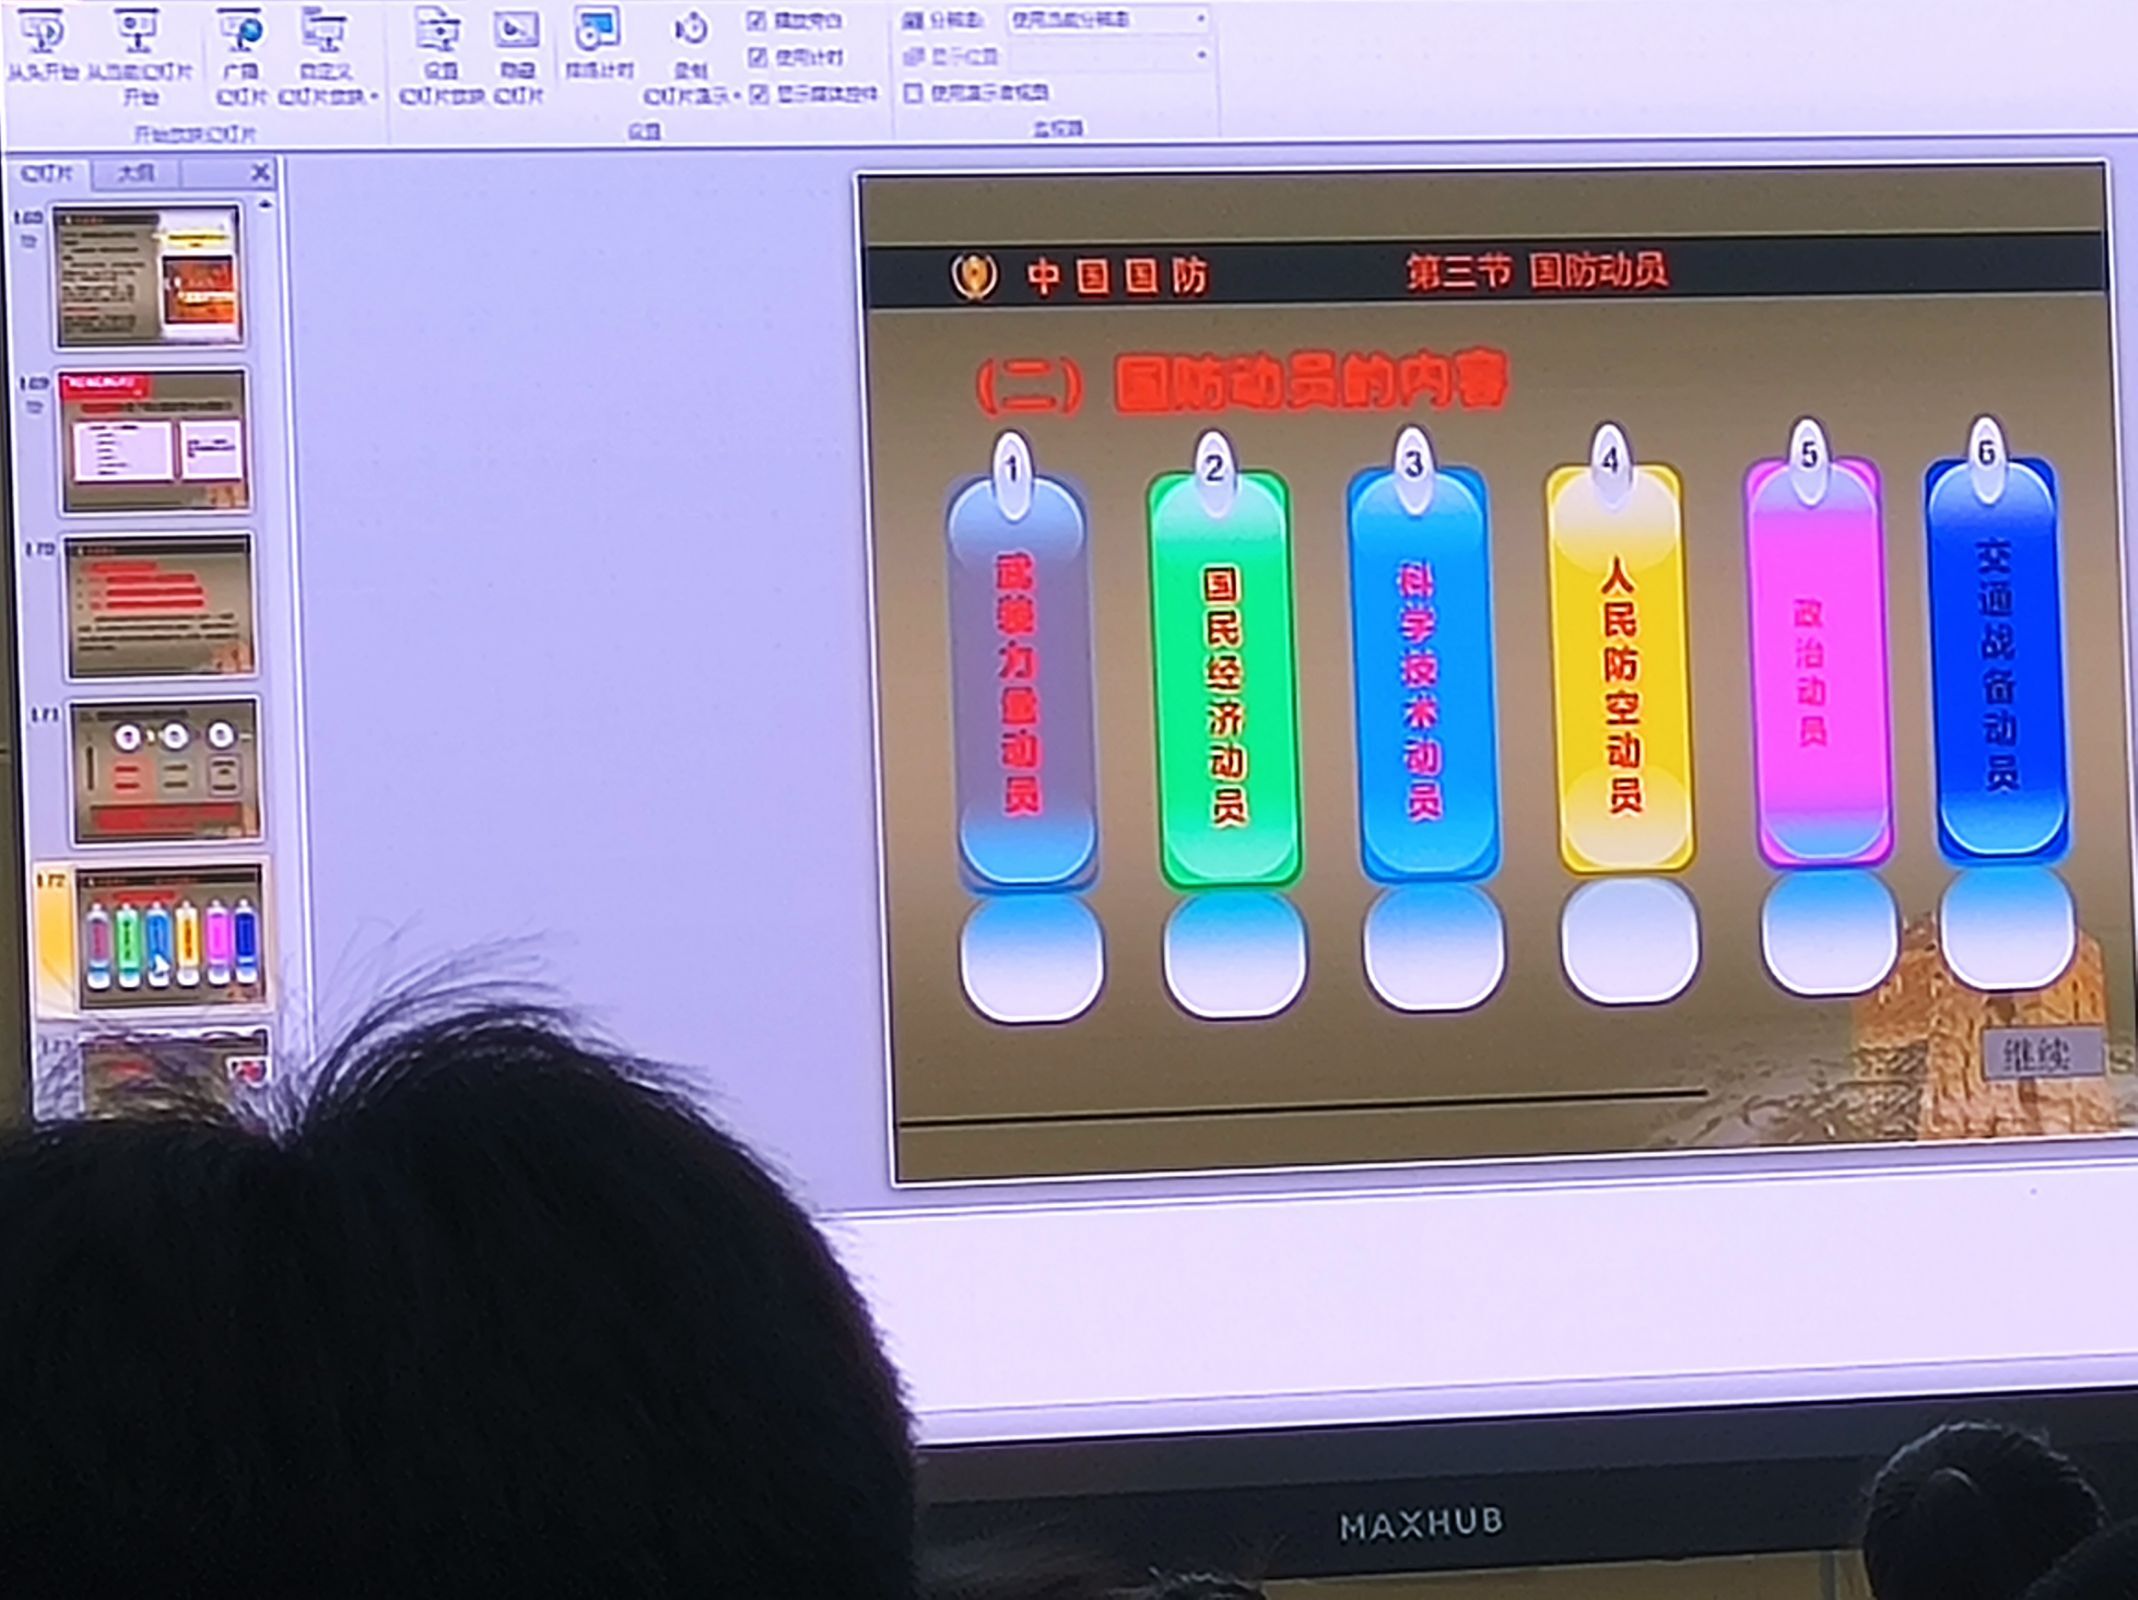 从头开始 从当前幻灯片 广播 自定义 设置 隐藏 排练计时 录制
开始 幻灯片 幻灯片放映 幻灯片放映 幻灯片 幻灯片演示
播放旁白
使用计时
显示媒体控件
分辨率: 使用当前分辨率
显示位置:
使用演示者视图
开始放映幻灯片 设置 监视器
幻灯片 大纲
168
169
170
171
172
中国国防 第三节 国防动员
(二) 国防动员的内容
1 武装力量动员
2 国民经济动员
3 科学技术动员
4 人民防空动员
5 政治动员
6 交通战备动员
继续
MAXHUB